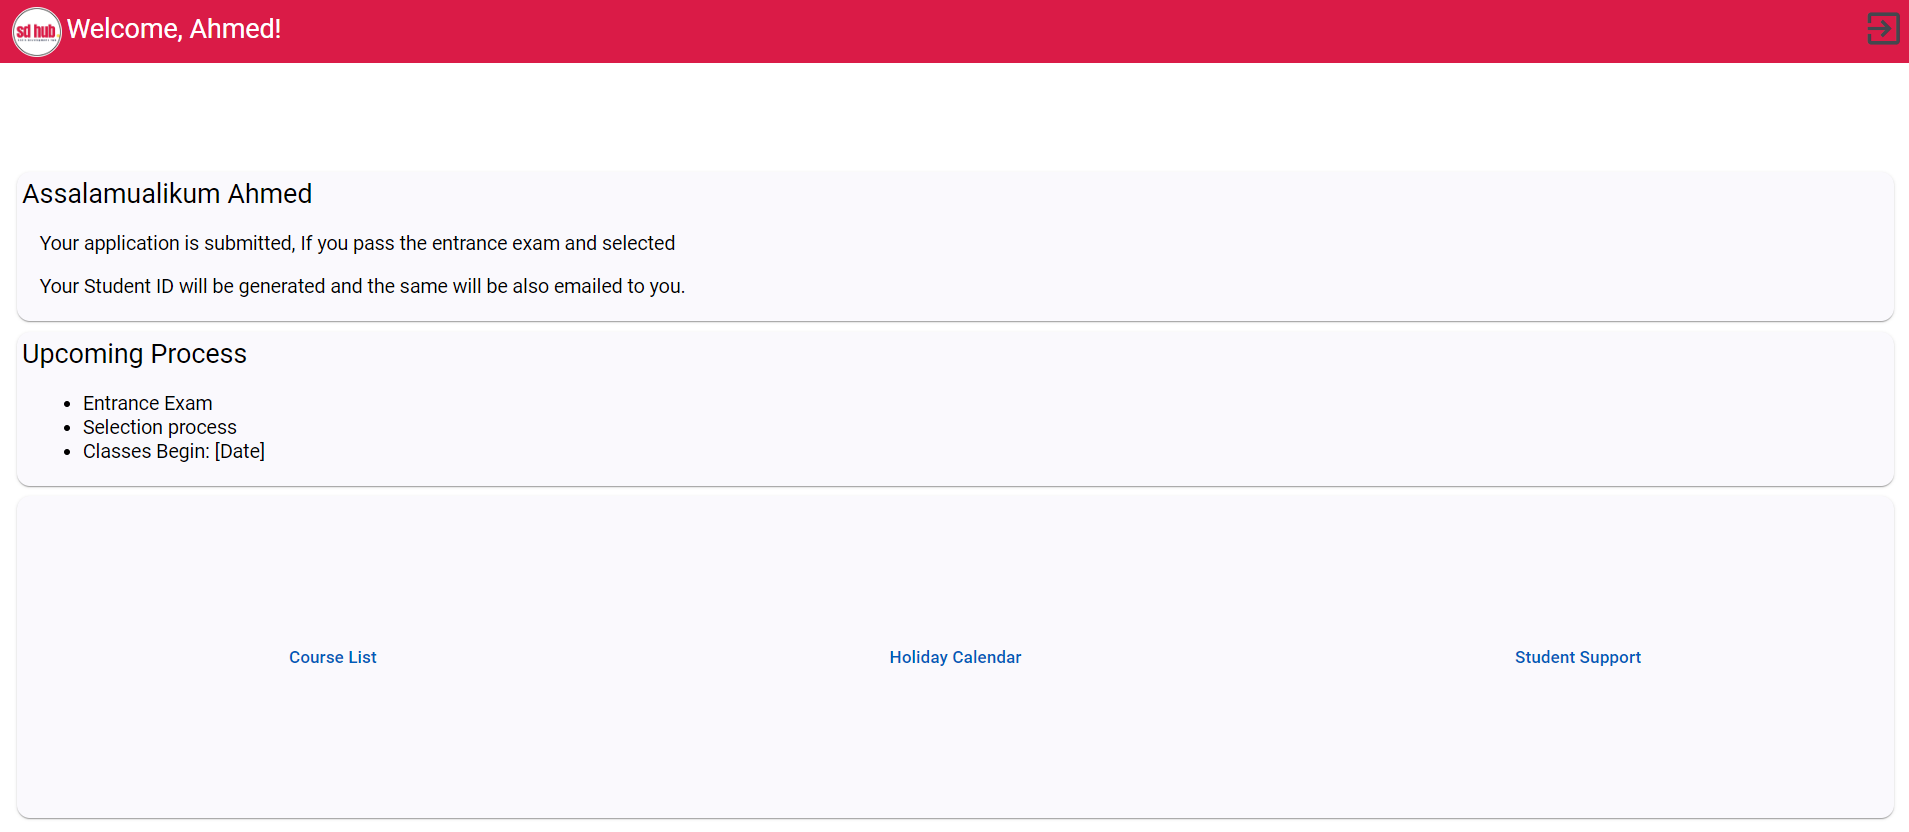 sd hub
Welcome, Ahmed!
Assalamualikum Ahmed
Your application is submitted, If you pass the entrance exam and selected
Your Student ID will be generated and the same will be also emailed to you.
Upcoming Process
Entrance Exam
Selection process
Classes Begin: [Date]
Course List
Holiday Calendar
Student Support